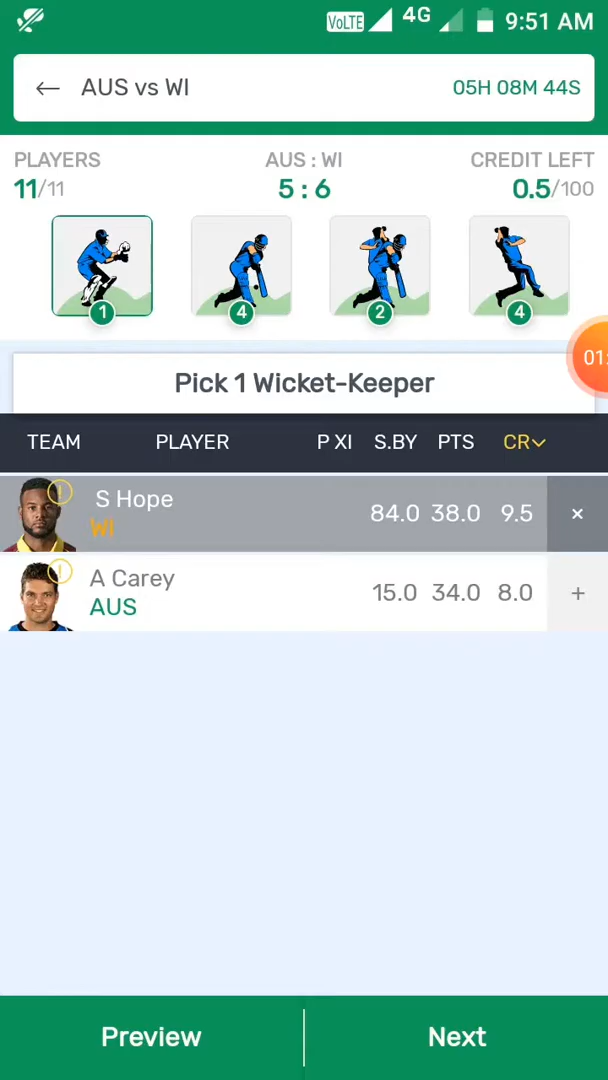 VoLTE 4G 9:51 AM
← AUS vs WI 05H 08M 44S
PLAYERS AUS : WI CREDIT LEFT
11/11 5 : 6 0.5/100
1 4 2 4
01:
Pick 1 Wicket-Keeper
TEAM PLAYER P XI S.BY PTS CR
! S Hope
WI 84.0 38.0 9.5 ×
! A Carey
AUS 15.0 34.0 8.0 +
Preview Next